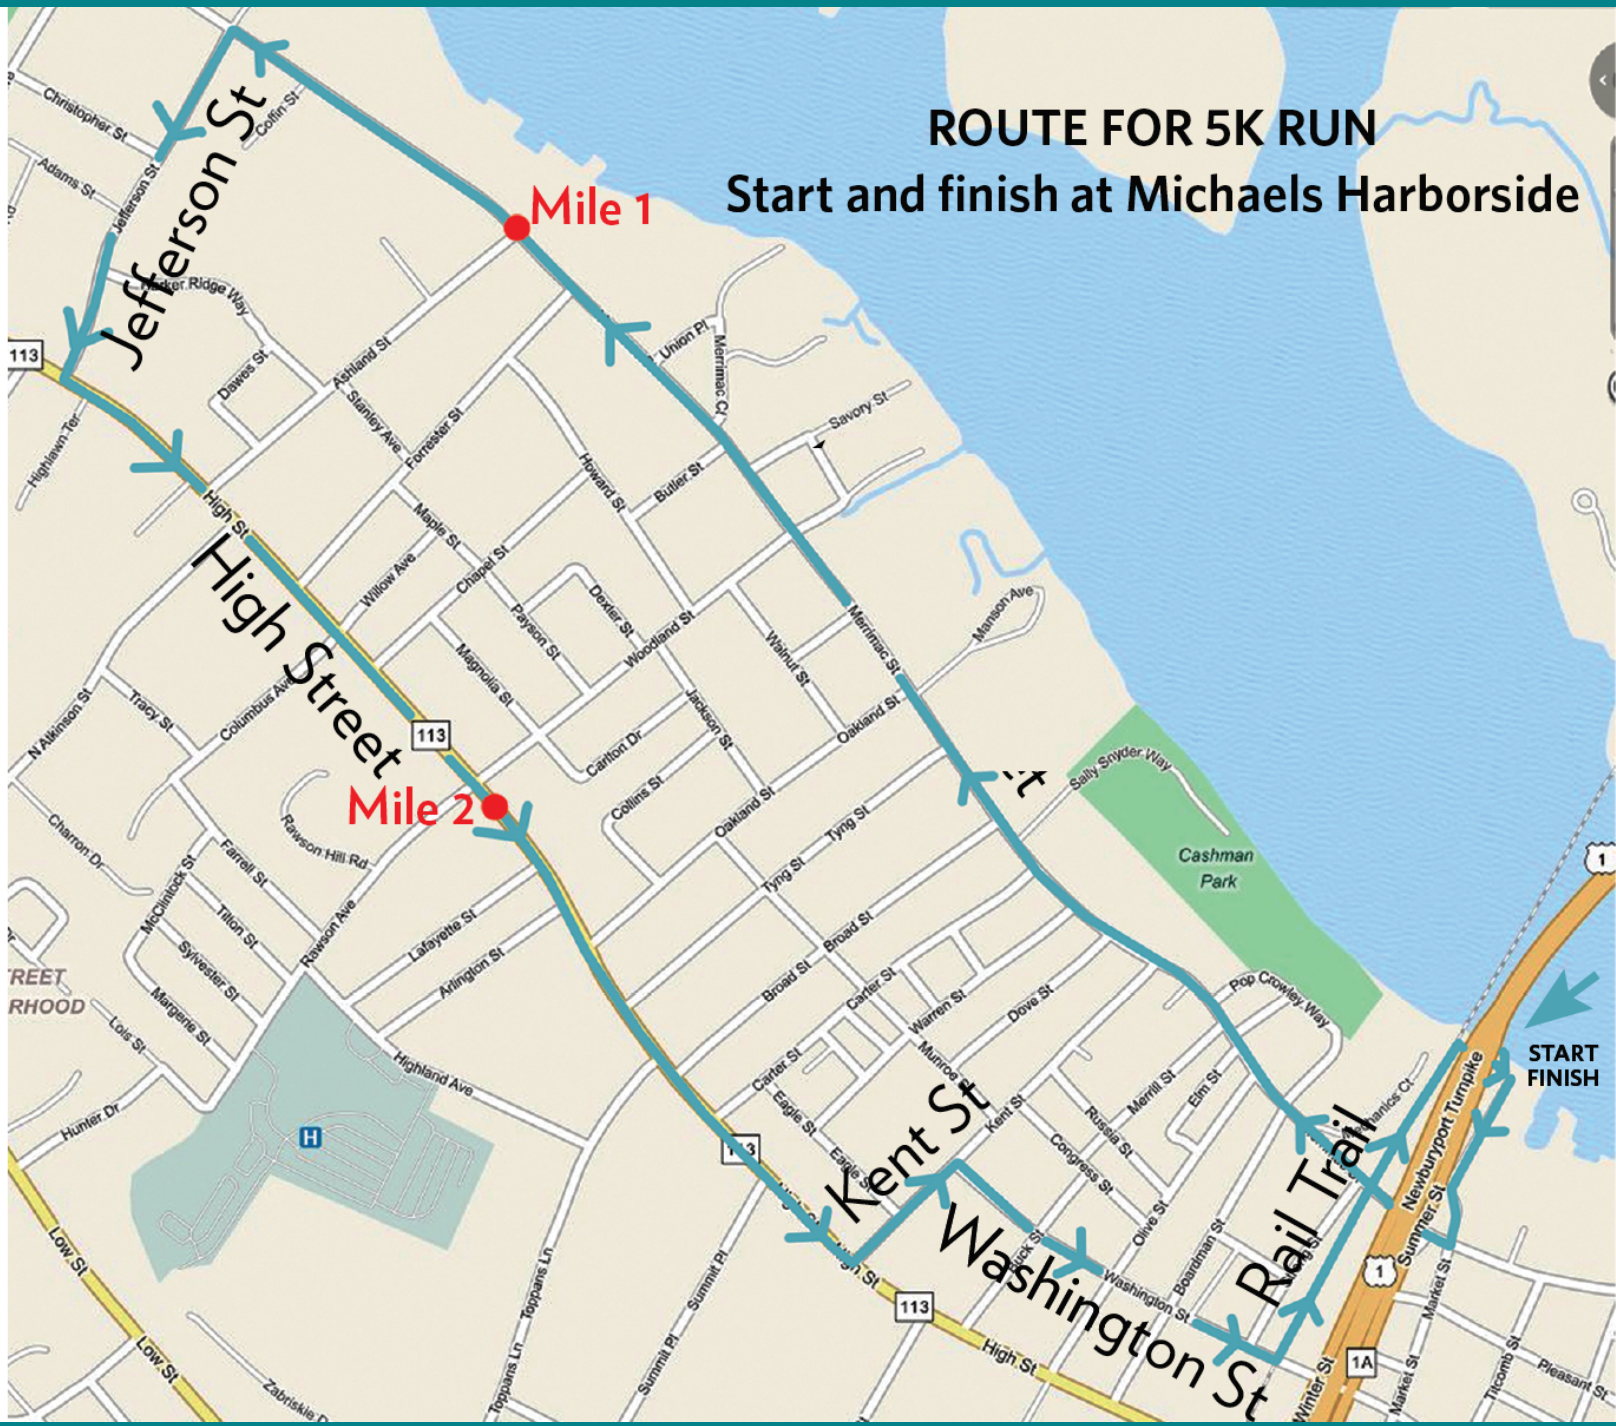 ROUTE FOR 5K RUN
Start and finish at Michaels Harborside
Mile 1
Mile 2
START
FINISH
Jefferson St
High Street
Kent St
Washington St
Rail Trail
Christopher St
Adams St
Jefferson St
Coffin St
Ridge Way
113
Highlawn Ter
Dawes St
Ashland St
Stanley Ave
Forrester St
Union Pl
Merrimac Ct
Savory St
Butler St
Howard St
High St
Maple St
Willow Ave
Chapel St
Payson St
Dexter St
Woodland St
Walnut St
Merrimac St
Manson Ave
Magnolia St
Jackson St
Oakland St
N Atkinson St
Tracy St
Columbus Ave
113
Carlton Dr
Collins St
Oakland St
Tyng St
Tyng St
Sally Snyder Way
Cashman
Park
1
Charron Dr
Rawson Hill Rd
McClintock St
Farrell St
Tilton St
Sylvester St
Margerie St
Rawson Ave
Lafayette St
Arlington St
Broad St
Broad St
Carter St
Warren St
Dove St
Pop Crowley Way
TREET
RHOOD
Lois St
Hunter Dr
Highland Ave
H
Carter St
Munroe St
Eagle St
Eagle St
Kent St
Merrill St
Elm St
Russia St
Congress St
Olive St
Boardman St
Newburyport Turnpike
Summer St
Market St
1
Washington St
High St
113
High St
Low St
Low St
Toppans Ln
Toppans Ln
Summit Pl
Summit Pl
Winter St
1A
Market St
Titcomb St
Pleasant St